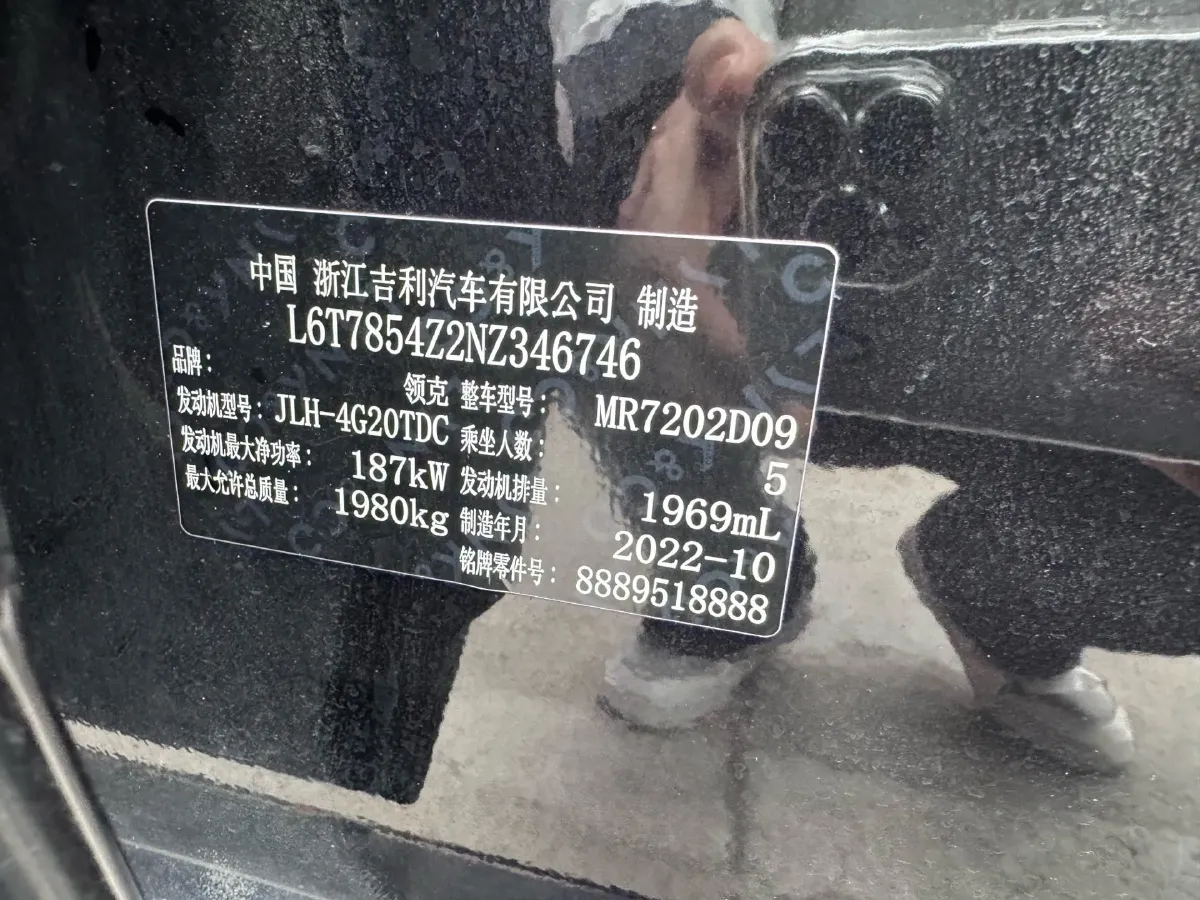 中国 浙江吉利汽车有限公司 制造
L6T7854Z2NZ346746
品牌： 领克 整车型号： MR7202D09
发动机型号： JLH-4G20TDC 乘坐人数： 5
发动机最大净功率： 187kW 发动机排量： 1969mL
最大允许总质量： 1980kg 制造年月： 2022-10
铭牌零件号： 8889518888